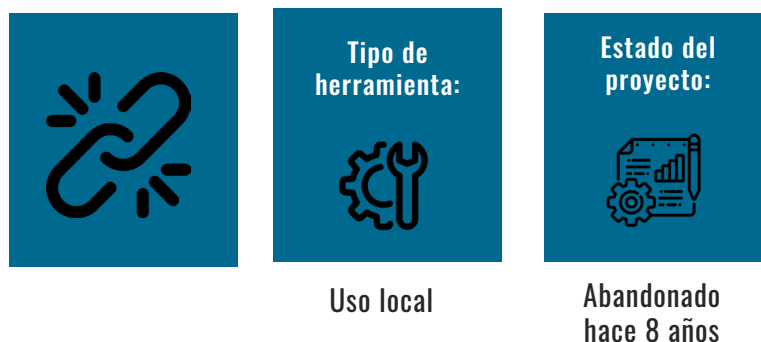 Tipo de
herramienta:
Uso local
Estado del
proyecto:
Abandonado
hace 8 años